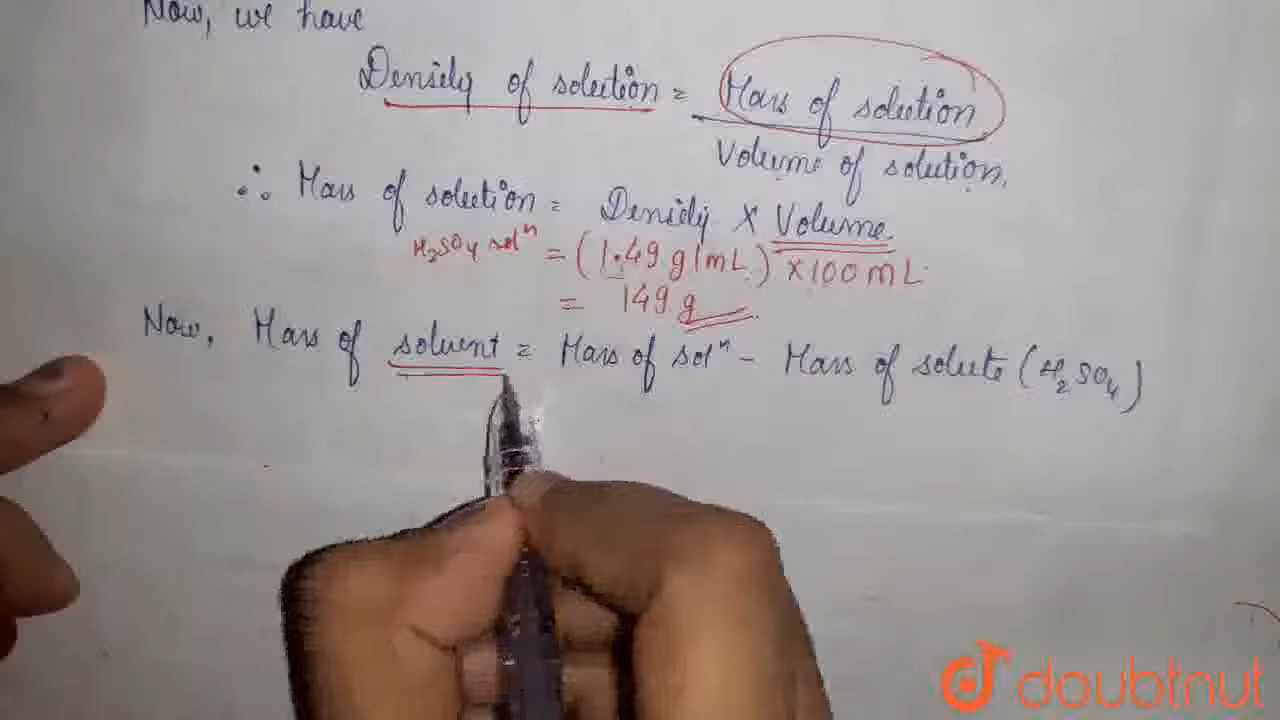 Now, we have
Density of solution = Mass of solution
Volume of solution.
∴ Mass of solution = Density × Volume
H₂SO₄ solⁿ = (1.49 g/mL) × 100 mL
= 149 g
Now, Mass of solvent = Mass of solⁿ - Mass of solute (H₂SO₄)
doubtnut